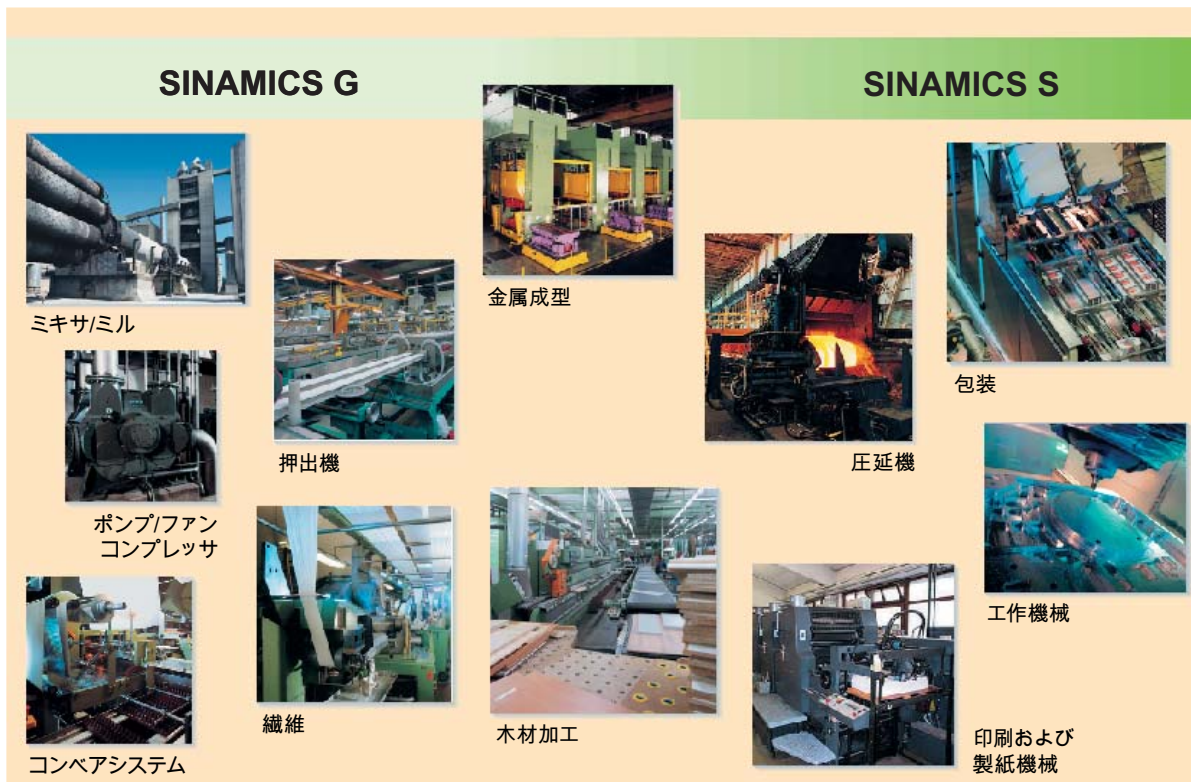 SINAMICS G
SINAMICS S
ミキサ/ミル
金属成型
包装
押出機
圧延機
ポンプ/ファン
コンプレッサ
工作機械
繊維
木材加工
印刷および
製紙機械
コンベアシステム